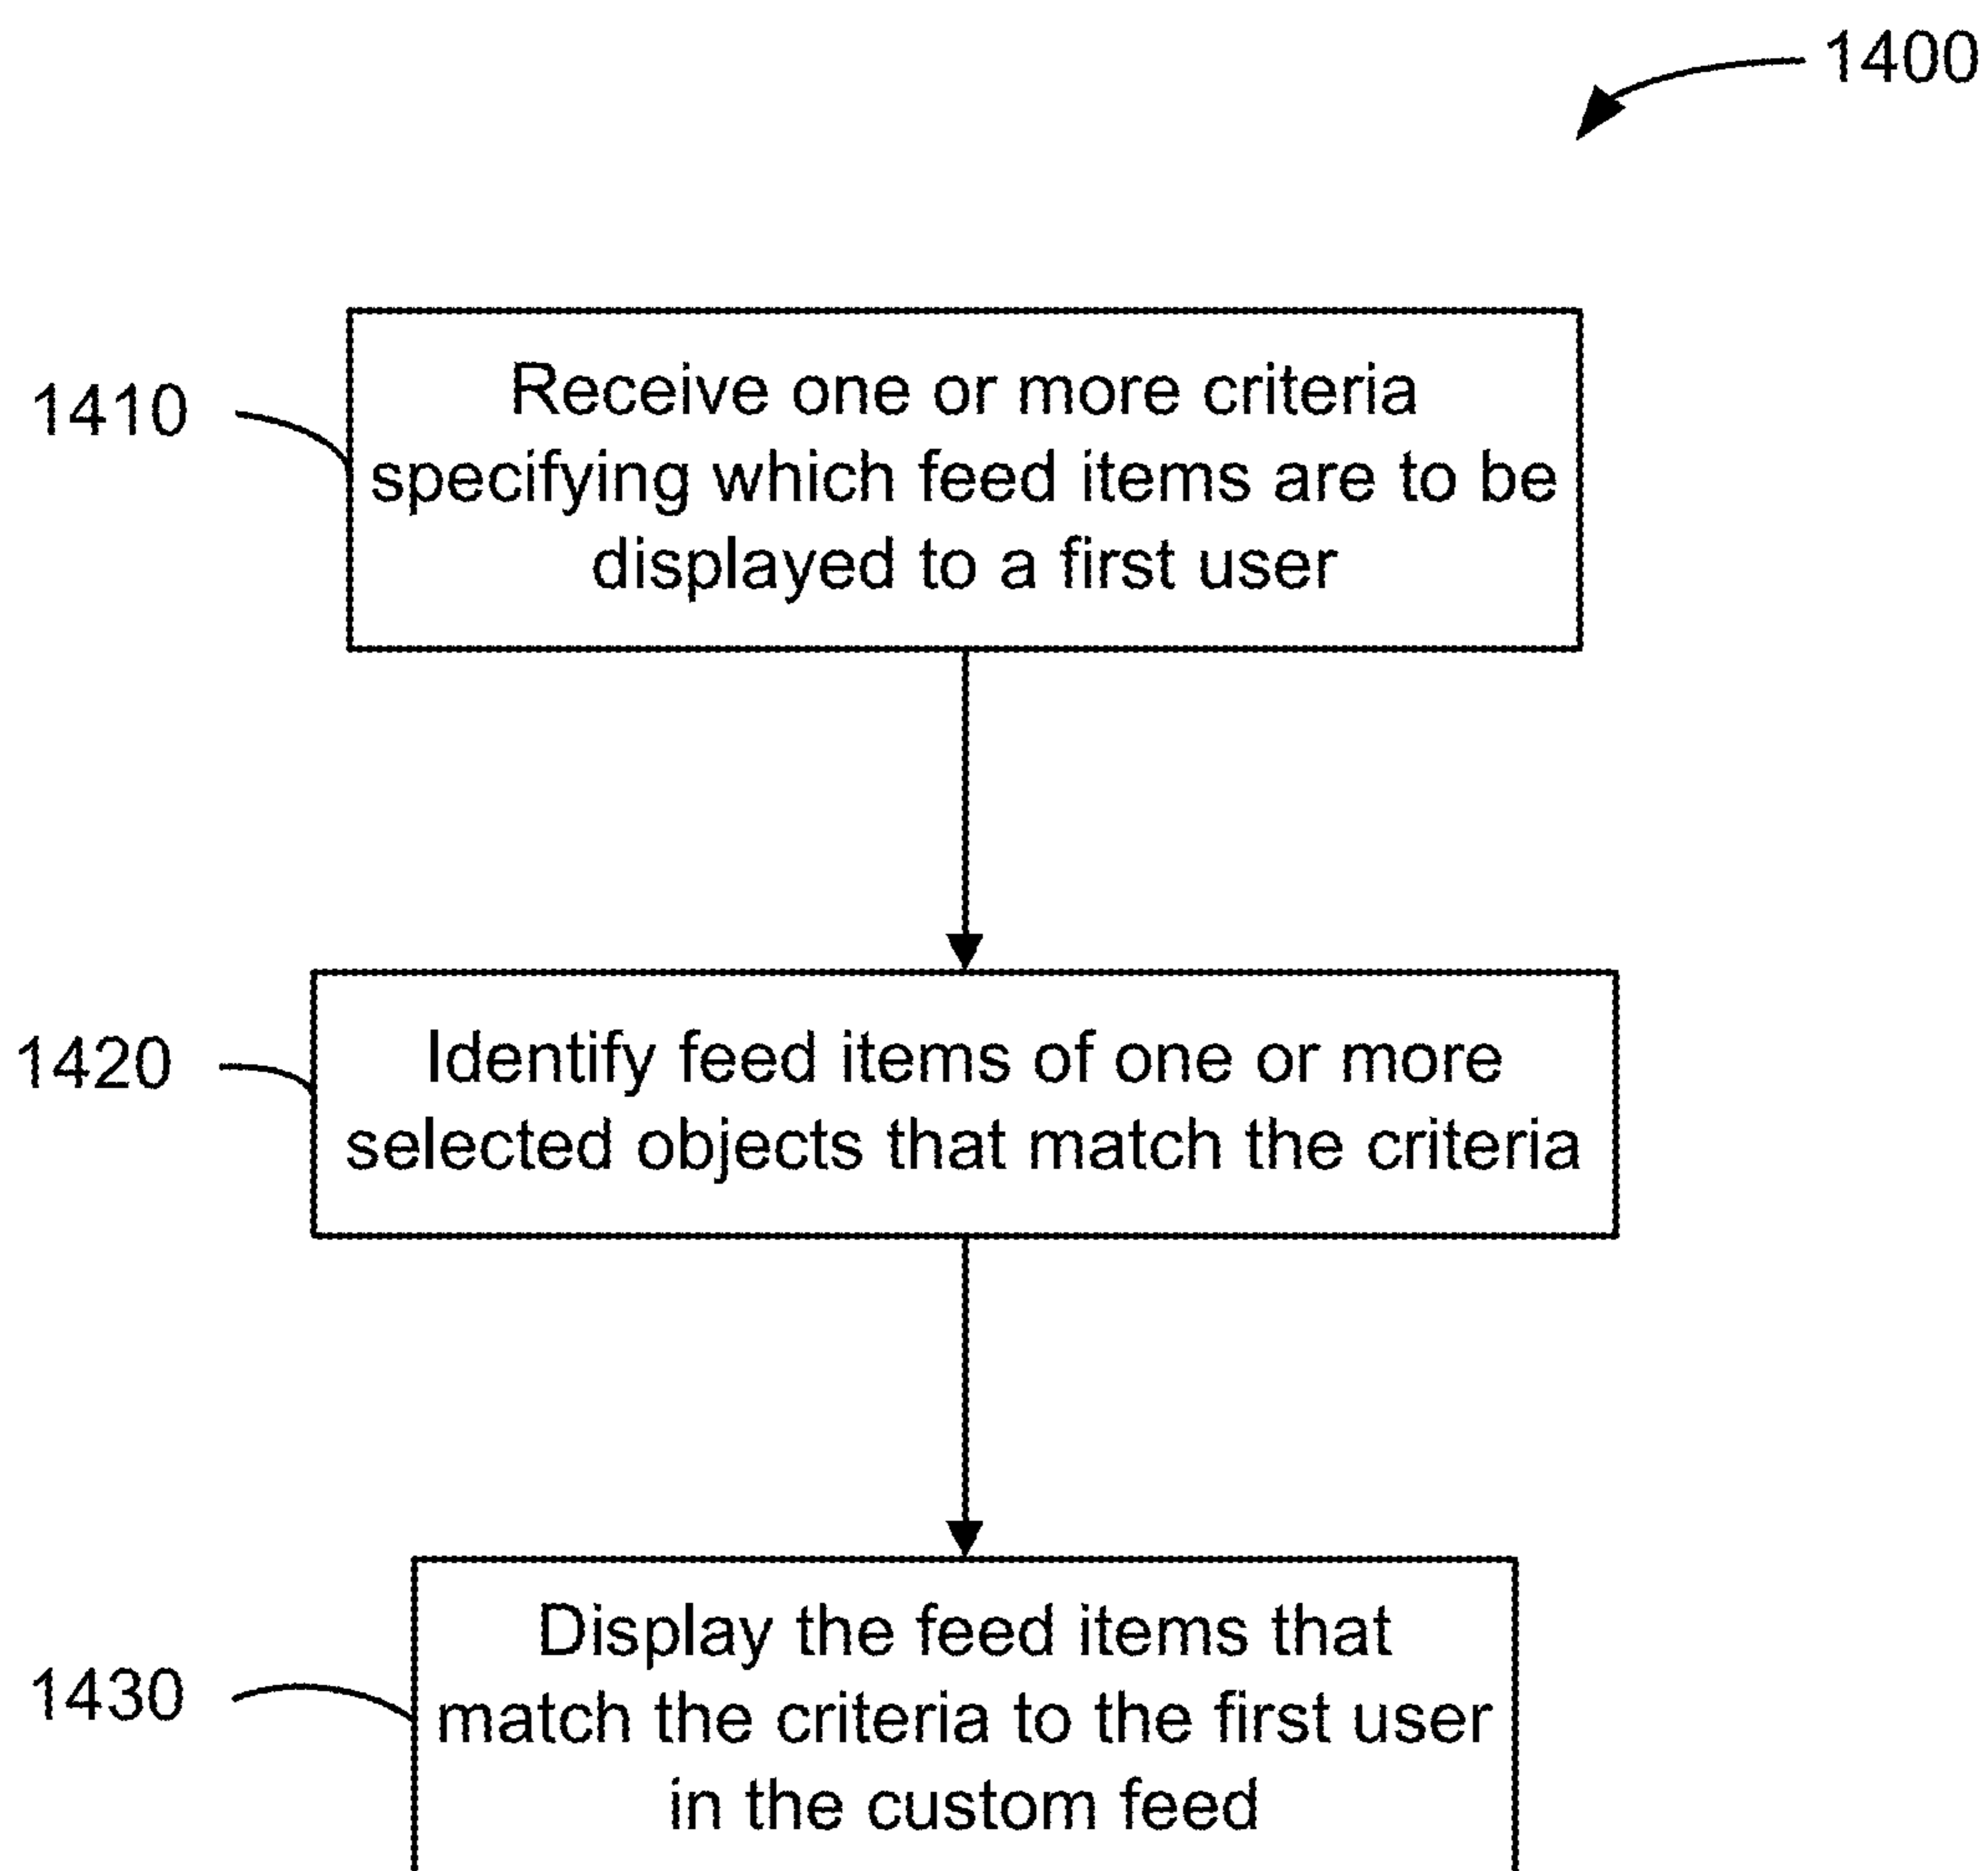 1400
1410
Receive one or more criteria
specifying which feed items are to be
displayed to a first user
1420
Identify feed items of one or more
selected objects that match the criteria
1430
Display the feed items that
match the criteria to the first user
in the custom feed